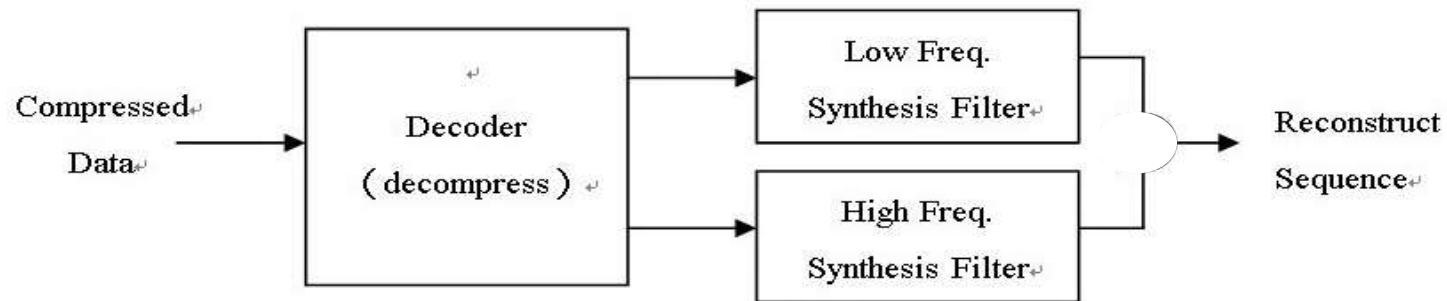 Compressed
Data
Decoder
(decompress)
Low Freq.
Synthesis Filter
High Freq.
Synthesis Filter
Reconstruct
Sequence